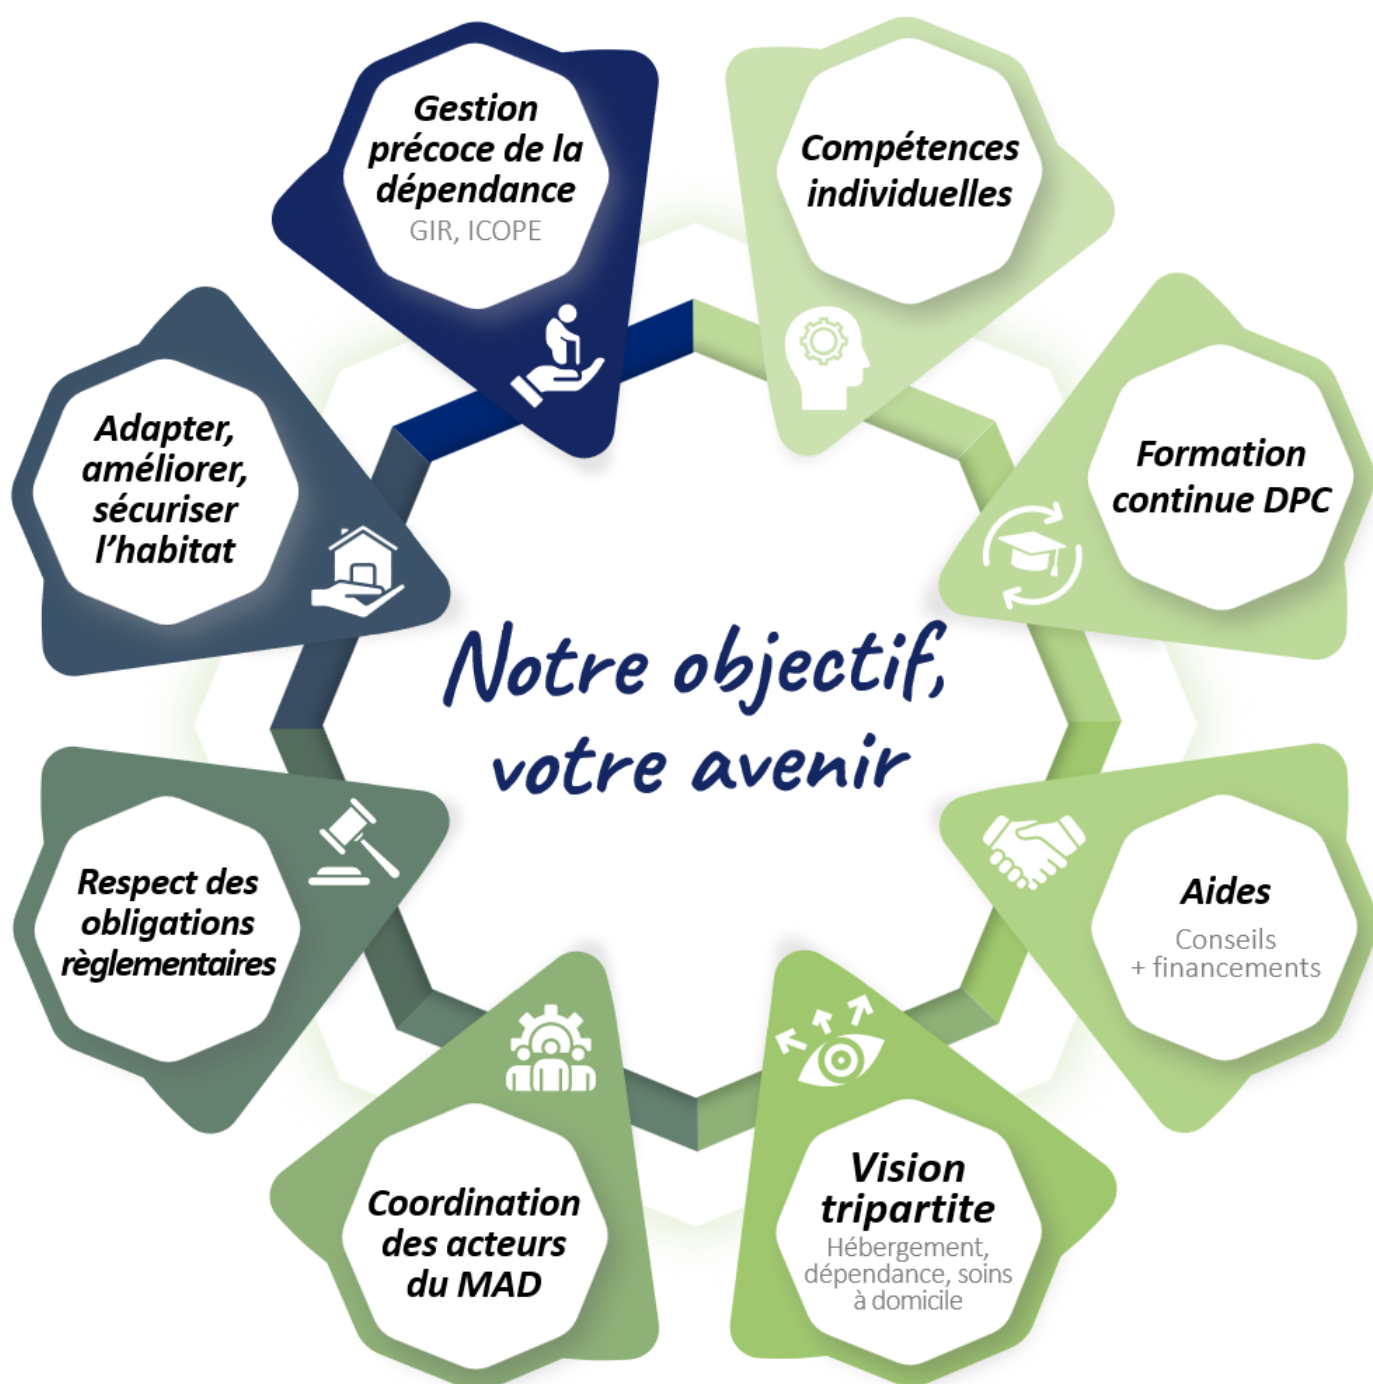 Gestion
précoce de la
dépendance
GIR, ICOPE
Compétences
individuelles
Formation
continue DPC
Aides
Conseils
+ financements
Vision
tripartite
Hébergement,
dépendance, soins
à domicile
Coordination
des acteurs
du MAD
Respect des
obligations
règlementaires
Adapter,
améliorer,
sécuriser
l'habitat
Notre objectif,
votre avenir